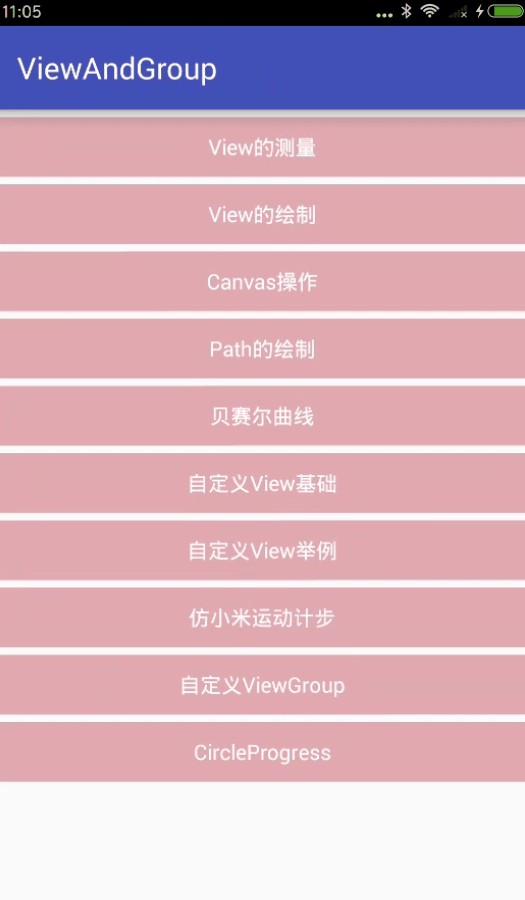 11:05
ViewAndGroup
View的测量
View的绘制
Canvas操作
Path的绘制
贝赛尔曲线
自定义View基础
自定义View举例
仿小米运动计步
自定义ViewGroup
CircleProgress